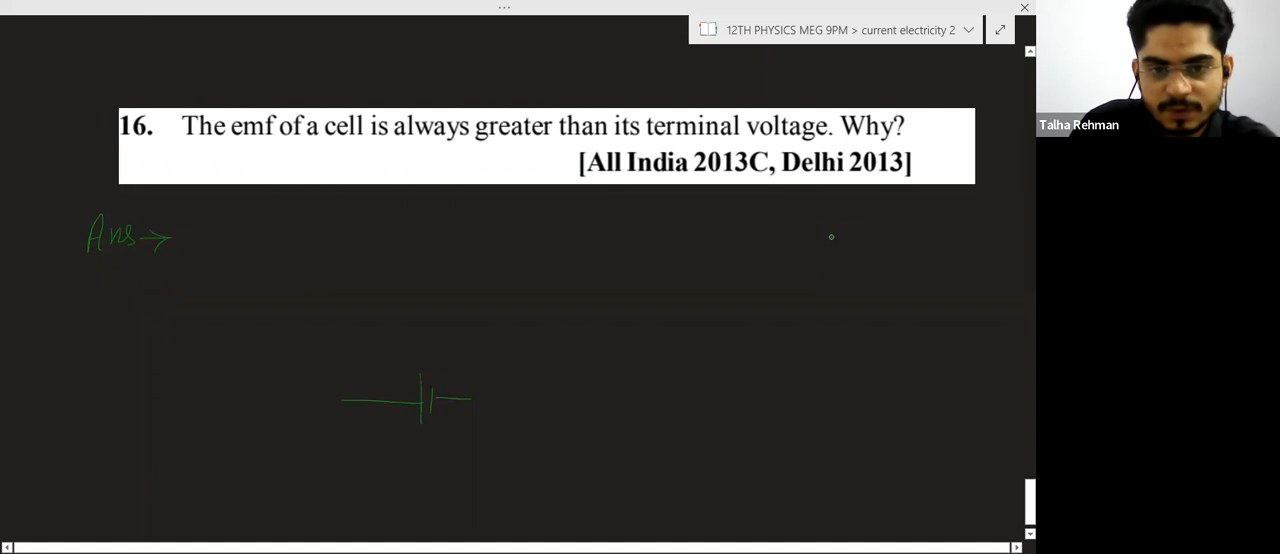 12TH PHYSICS MEG 9PM > current electricity 2
16. The emf of a cell is always greater than its terminal voltage. Why?
[All India 2013C, Delhi 2013]
Talha Rehman
Ans →